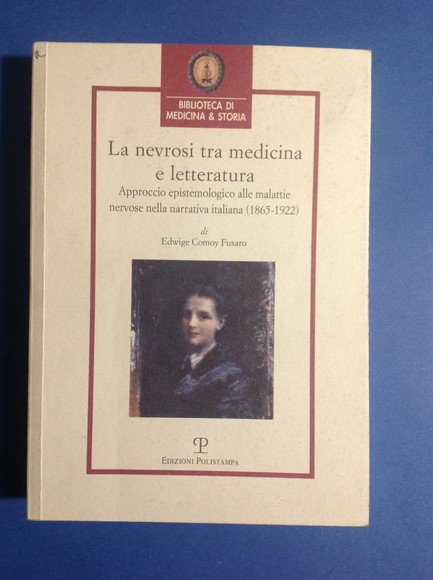 BIBLIOTECA DI
MEDICINA & STORIA
La nevrosi tra medicina
e letteratura
Approccio epistemologico alle malattie
nervose nella narrativa italiana (1865-1922)
di
Edwige Comoy Fusaro
EDIZIONI POLISTAMPA